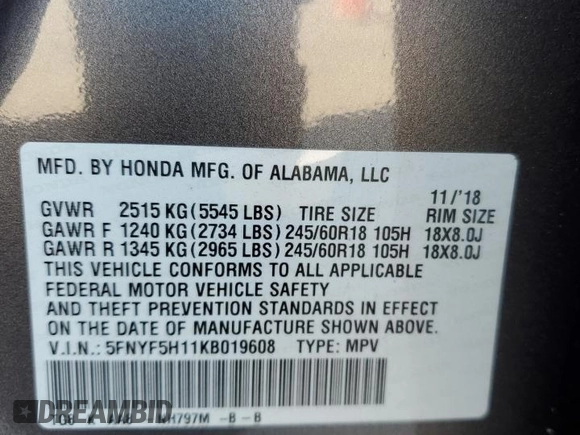 MFD. BY HONDA MFG. OF ALABAMA, LLC
11/'18
GVWR 2515 KG (5545 LBS) TIRE SIZE RIM SIZE
GAWR F 1240 KG (2734 LBS) 245/60R18 105H 18X8.0J
GAWR R 1345 KG (2965 LBS) 245/60R18 105H 18X8.0J
THIS VEHICLE CONFORMS TO ALL APPLICABLE
FEDERAL MOTOR VEHICLE SAFETY
AND THEFT PREVENTION STANDARDS IN EFFECT
ON DATE OF MANUFACTURE SHOWN ABOVE.
V.I.N.: 5FNYF5H11KB019608 TYPE: MPV
NH797M -B-B
DREAMBID